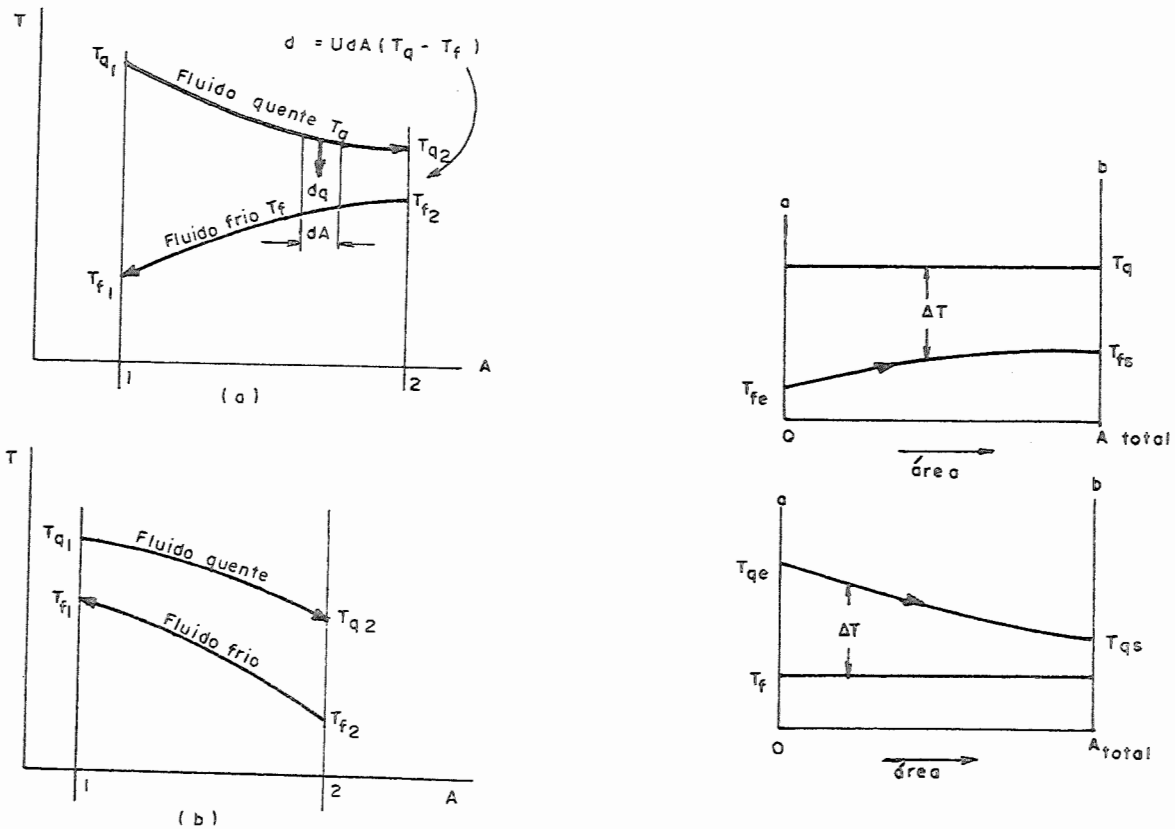 T
d = UdA(Tq - Tf)
Tq1
Fluido quente Tq
Tq2
dq
Fluido frio Tf
Tf2
dA
Tf1
1
2
A
(a)
T
Tq1
Fluido quente
Tf1
Tq2
Fluido frio
Tf2
1
2
A
(b)
a
b
Tq
ΔT
Tfs
Tfe
O
A total
área
a
b
Tqe
ΔT
Tqs
Tf
O
A total
área